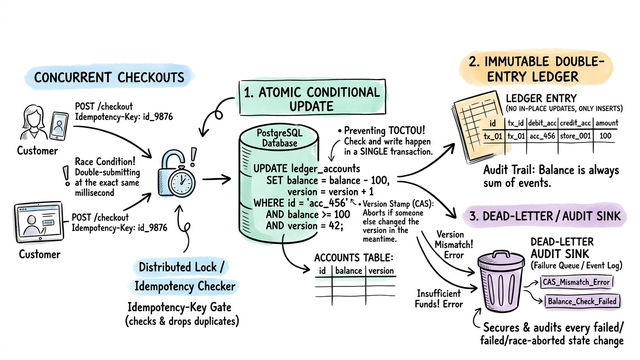 CONCURRENT CHECKOUTS
POST /checkout
Idempotency-Key: id_9876
Customer
Race Condition!
Double-submitting
at the exact same
millisecond
POST /checkout
Idempotency-Key: id_9876
Customer
Distributed Lock /
Idempotency Checker
Idempotency-Key Gate
(checks & drops duplicates)
1. ATOMIC CONDITIONAL
UPDATE
PostgreSQL
Database
• Preventing TOCTOU!
Check and write happen
in a SINGLE transaction.
UPDATE ledger_accounts
SET balance = balance - 100,
version = version + 1
WHERE id = 'acc_456'
AND balance >= 100
AND version = 42;
• Version Stamp (CAS):
Aborts if someone
else changed the
version in the
meantime.
ACCOUNTS TABLE:
id balance version
2. IMMUTABLE DOUBLE-
ENTRY LEDGER
LEDGER ENTRY
(NO IN-PLACE UPDATES, ONLY INSERTS)
id tx_id debit_acc credit_acc amount
tx_01 tx_01 acc_456 store_001 100
Audit Trail: Balance is always
sum of events.
3. DEAD-LETTER / AUDIT SINK
Version
Mismatch!
Error
Insufficient
Funds! Error
DEAD-LETTER
AUDIT SINK
(Failure Queue / Event Log)
CAS_Mismatch_Error
Balance_Check_Failed
Secures & audits every failed/
failed/race-aborted state change